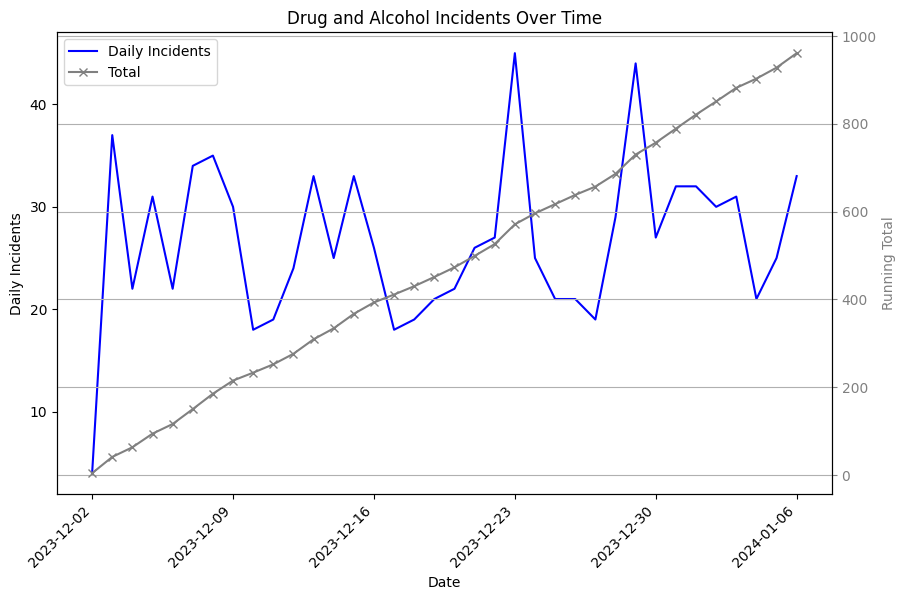 Drug and Alcohol Incidents Over Time
Daily Incidents
Total
Daily Incidents
40
30
20
10
1000
800
600
400
200
0
Running Total
2023-12-02
2023-12-09
2023-12-16
2023-12-23
2023-12-30
2024-01-06
Date